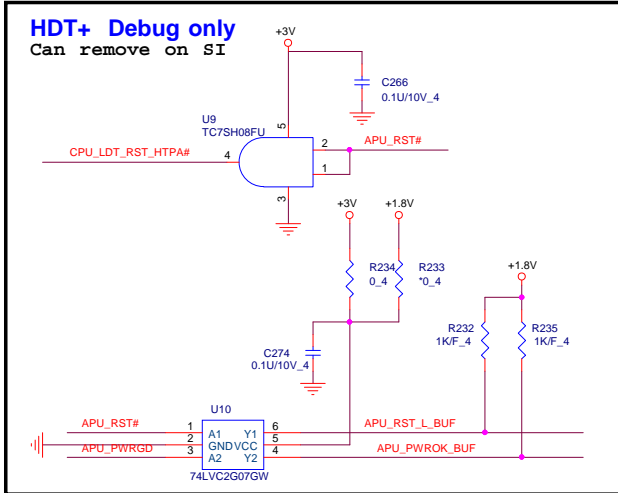 HDT+ Debug only
Can remove on SI
+3V
C266
0.1U/10V_4
U9
TC7SH08FU
5
CPU_LDT_RST_HTPA#
4
2
APU_RST#
1
3
+3V
+1.8V
R234
0_4
R233
*0_4
+1.8V
R232
1K/F_4
R235
1K/F_4
C274
0.1U/10V_4
U10
APU_RST#
1
A1
Y1
6
APU_RST_L_BUF
2
GND
VCC
5
APU_PWRGD
3
A2
Y2
4
APU_PWROK_BUF
74LVC2G07GW